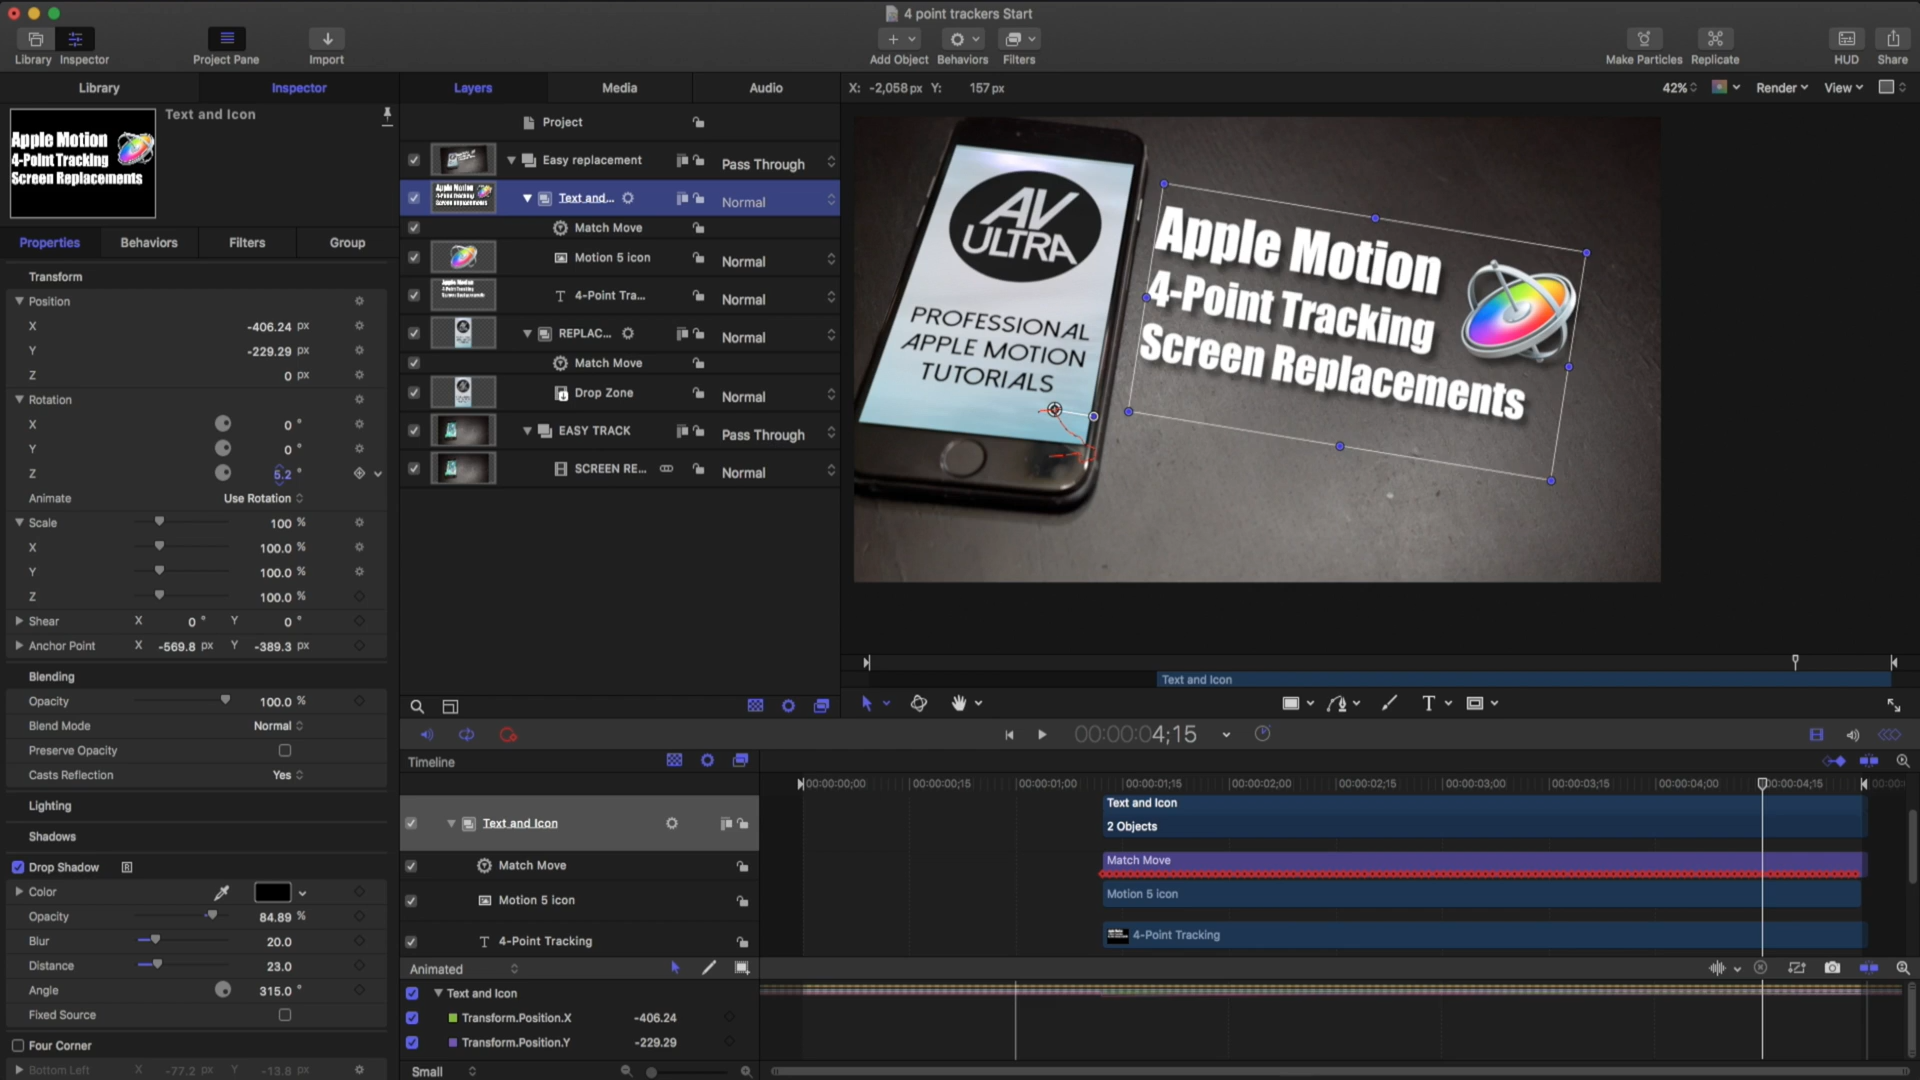 4 point trackers Start
Library Inspector Project Pane Import Add Object Behaviors Filters Make Particles Replicate HUD Share
Library Inspector Layers Media Audio X: -2,058 px Y: 157 px 42% Render View
Text and Icon
Apple Motion
4-Point Tracking
Screen Replacements
Properties Behaviors Filters Group
Transform
Position
X -406.24 px
Y -229.29 px
Z 0 px
Rotation
X 0 °
Y 0 °
Z 5.2 °
Animate Use Rotation
Scale 100 %
X 100.0 %
Y 100.0 %
Z 100.0 %
Shear X 0 ° Y 0 °
Anchor Point X -569.8 px Y -389.3 px
Blending
Opacity 100.0 %
Blend Mode Normal
Preserve Opacity
Casts Reflection Yes
Lighting
Shadows
Drop Shadow R
Color
Opacity 84.89 %
Blur 20.0
Distance 23.0
Angle 315.0 °
Fixed Source
Four Corner
Bottom Left X -77.2 px Y -13.8 px
Project
Easy replacement Pass Through
Text and... Normal
Match Move
Motion 5 icon Normal
4-Point Tra... Normal
REPLAC... Normal
Match Move
Drop Zone Normal
EASY TRACK Pass Through
SCREEN RE... Normal
AV
ULTRA
PROFESSIONAL
APPLE MOTION
TUTORIALS
Apple Motion
4-Point Tracking
Screen Replacements
Text and Icon
00:00:00:04;15
Timeline
00:00:00;00 00:00:00;15 00:00:01;00 00:00:01;15 00:00:02;00 00:00:02;15 00:00:03;00 00:00:03;15 00:00:04;00 00:00:04;15
Text and Icon
Match Move
Motion 5 icon
4-Point Tracking
Text and Icon
2 Objects
Match Move
Motion 5 icon
4-Point Tracking
Animated
Text and Icon
Transform.Position.X -406.24
Transform.Position.Y -229.29
Small